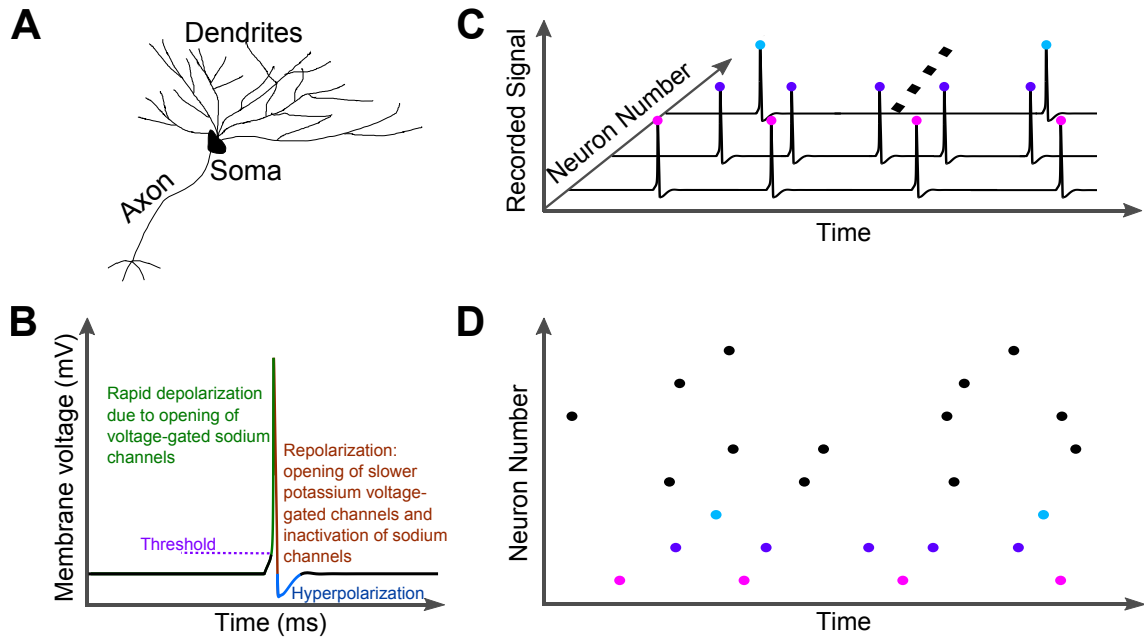 A
Dendrites
Soma
Axon
B
Membrane voltage (mV)
Rapid depolarization
due to opening of
voltage-gated sodium
channels
Repolarization:
opening of slower
potassium voltage-
gated channels and
inactivation of sodium
channels
Threshold
Hyperpolarization
Time (ms)
C
Recorded Signal
Neuron Number
Time
D
Neuron Number
Time